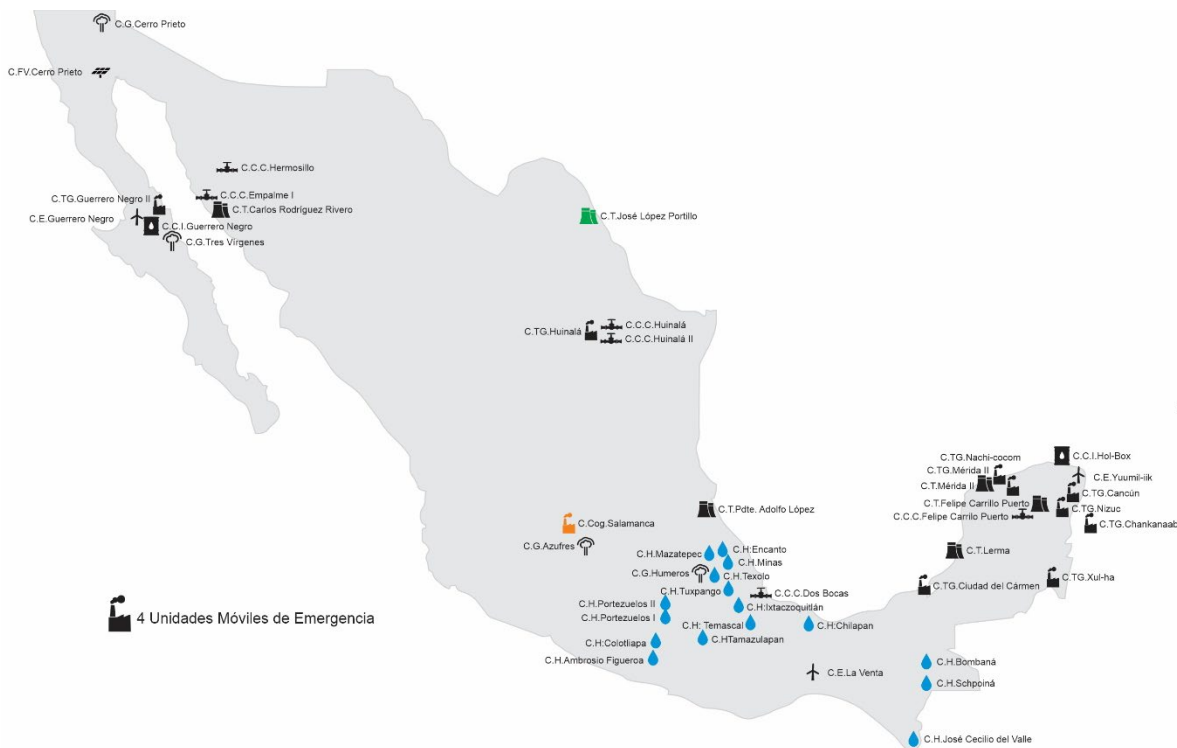 C.G.Cerro Prieto
C.FV.Cerro Prieto
C.C.C.Hermosillo
C.TG.Guerrero Negro II
C.C.C.Empalme I
C.T.Carlos Rodríguez Rivero
C.E.Guerrero Negro
C.C.I.Guerrero Negro
C.G.Tres Vírgenes
C.T.José López Portillo
C.TG.Huinalá
C.C.C.Huinalá
C.C.C.Huinalá II
C.TG.Nachi-cocom
C.C.I.Hol-Box
C.TG.Mérida II
C.E.Yuumil-iik
C.T.Mérida II
C.TG.Cancún
C.T.Felipe Carrillo Puerto
C.TG.Nizuc
C.C.C.Felipe Carrilo Puerto
C.TG.Chankanaab
C.T.Pdte. Adolfo López
C.Cog.Salamanca
C.G.Azufres
C.H.Mazatepec
C.H:Encanto
C.H.Minas
C.T.Lerma
C.G.Humeros
C.H.Texolo
C.TG.Xul-ha
C.TG.Ciudad del Cármen
C.H:Tuxpango
C.C.C.Dos Bocas
C.H.Portezuelos II
C.H:Ixtaczoquitlán
C.H:Portezuelos I
C.H: Temascal
C.H:Chilapan
4 Unidades Móviles de Emergencia
C.H:Colotlipa
C.HTamazulapan
C.H.Ambrosio Figueroa
C.E.La Venta
C.H.Bombaná
C.H.Schpoiná
C.H.José Cecilio del Valle